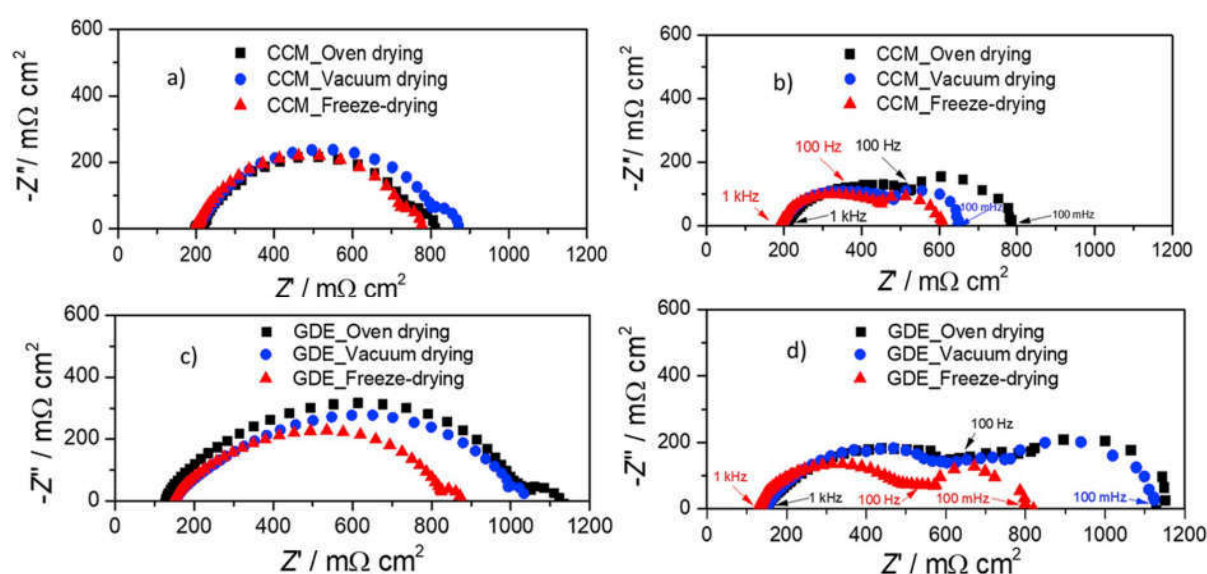 600
400
200
0
-Z″/ mΩ cm²
a)
CCM_Oven drying
CCM_Vacuum drying
CCM_Freeze-drying
0 200 400 600 800 1000 1200
Z′ / mΩ cm²
600
400
200
0
-Z″/ mΩ cm²
b)
CCM_Oven drying
CCM_Vacuum drying
CCM_Freeze-drying
100 Hz
100 Hz
1 kHz
1 kHz
100 mHz
100 mHz
0 200 400 600 800 1000 1200
Z′ / mΩ cm²
600
400
200
0
-Z″ / mΩ cm²
c)
GDE_Oven drying
GDE_Vacuum drying
GDE_Freeze-drying
0 200 400 600 800 1000 1200
Z′ / mΩ cm²
600
400
200
0
-Z″ / mΩ cm²
d)
GDE_Oven drying
GDE_Vacuum drying
GDE_Freeze-drying
100 Hz
1 kHz
1 kHz
100 Hz
100 mHz
100 mHz
0 200 400 600 800 1000 1200
Z′ / mΩ cm²